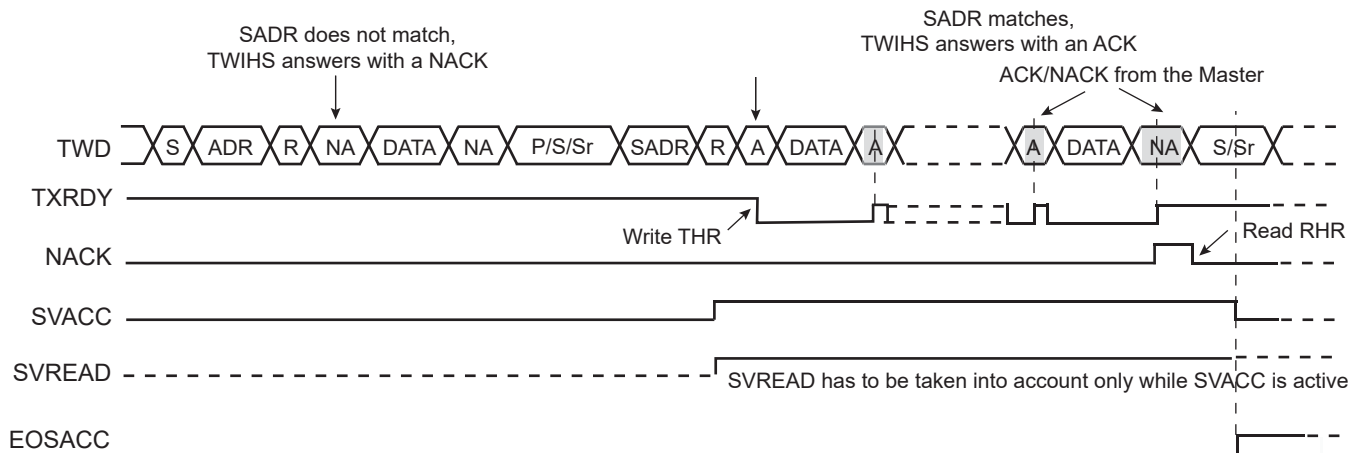 SADR does not match,
TWIHS answers with a NACK
SADR matches,
TWIHS answers with an ACK
ACK/NACK from the Master
TWD S ADR R NA DATA NA P/S/Sr SADR R A DATA A A DATA NA S/Sr
TXRDY
Write THR
Read RHR
NACK
SVACC
SVREAD
SVREAD has to be taken into account only while SVACC is active
EOSACC